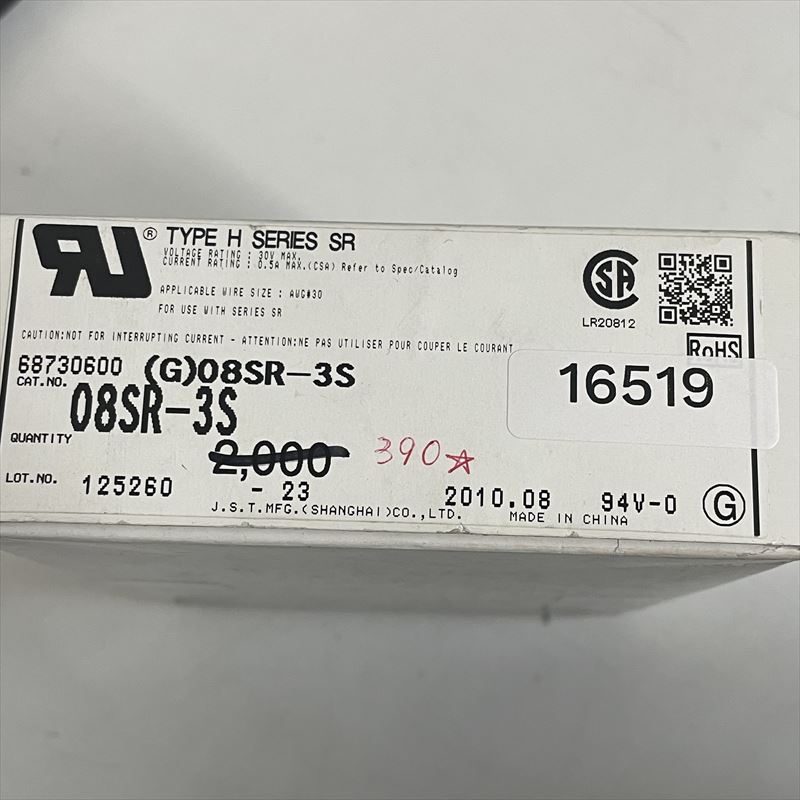 ® TYPE H SERIES SR
VOLTAGE RATING : 30V MAX.
CURRENT RATING : 0.5A MAX.(CSA) Refer to Spec/Catalog
APPLICABLE WIRE SIZE : AWG#30
FOR USE WITH SERIES SR
SA
LR20812
CAUTION:NOT FOR INTERRUPTING CURRENT - ATTENTION:NE PAS UTILISER POUR COUPER LE COURANT
RoHS
68730600 (G)08SR-3S
16519
CAT.NO. 08SR-3S
QUANTITY 2,000 390☆
LOT.NO. 125260 - 23 2010.08 94V-0 G
J.S.T.MFG.(SHANGHAI)CO.,LTD. MADE IN CHINA